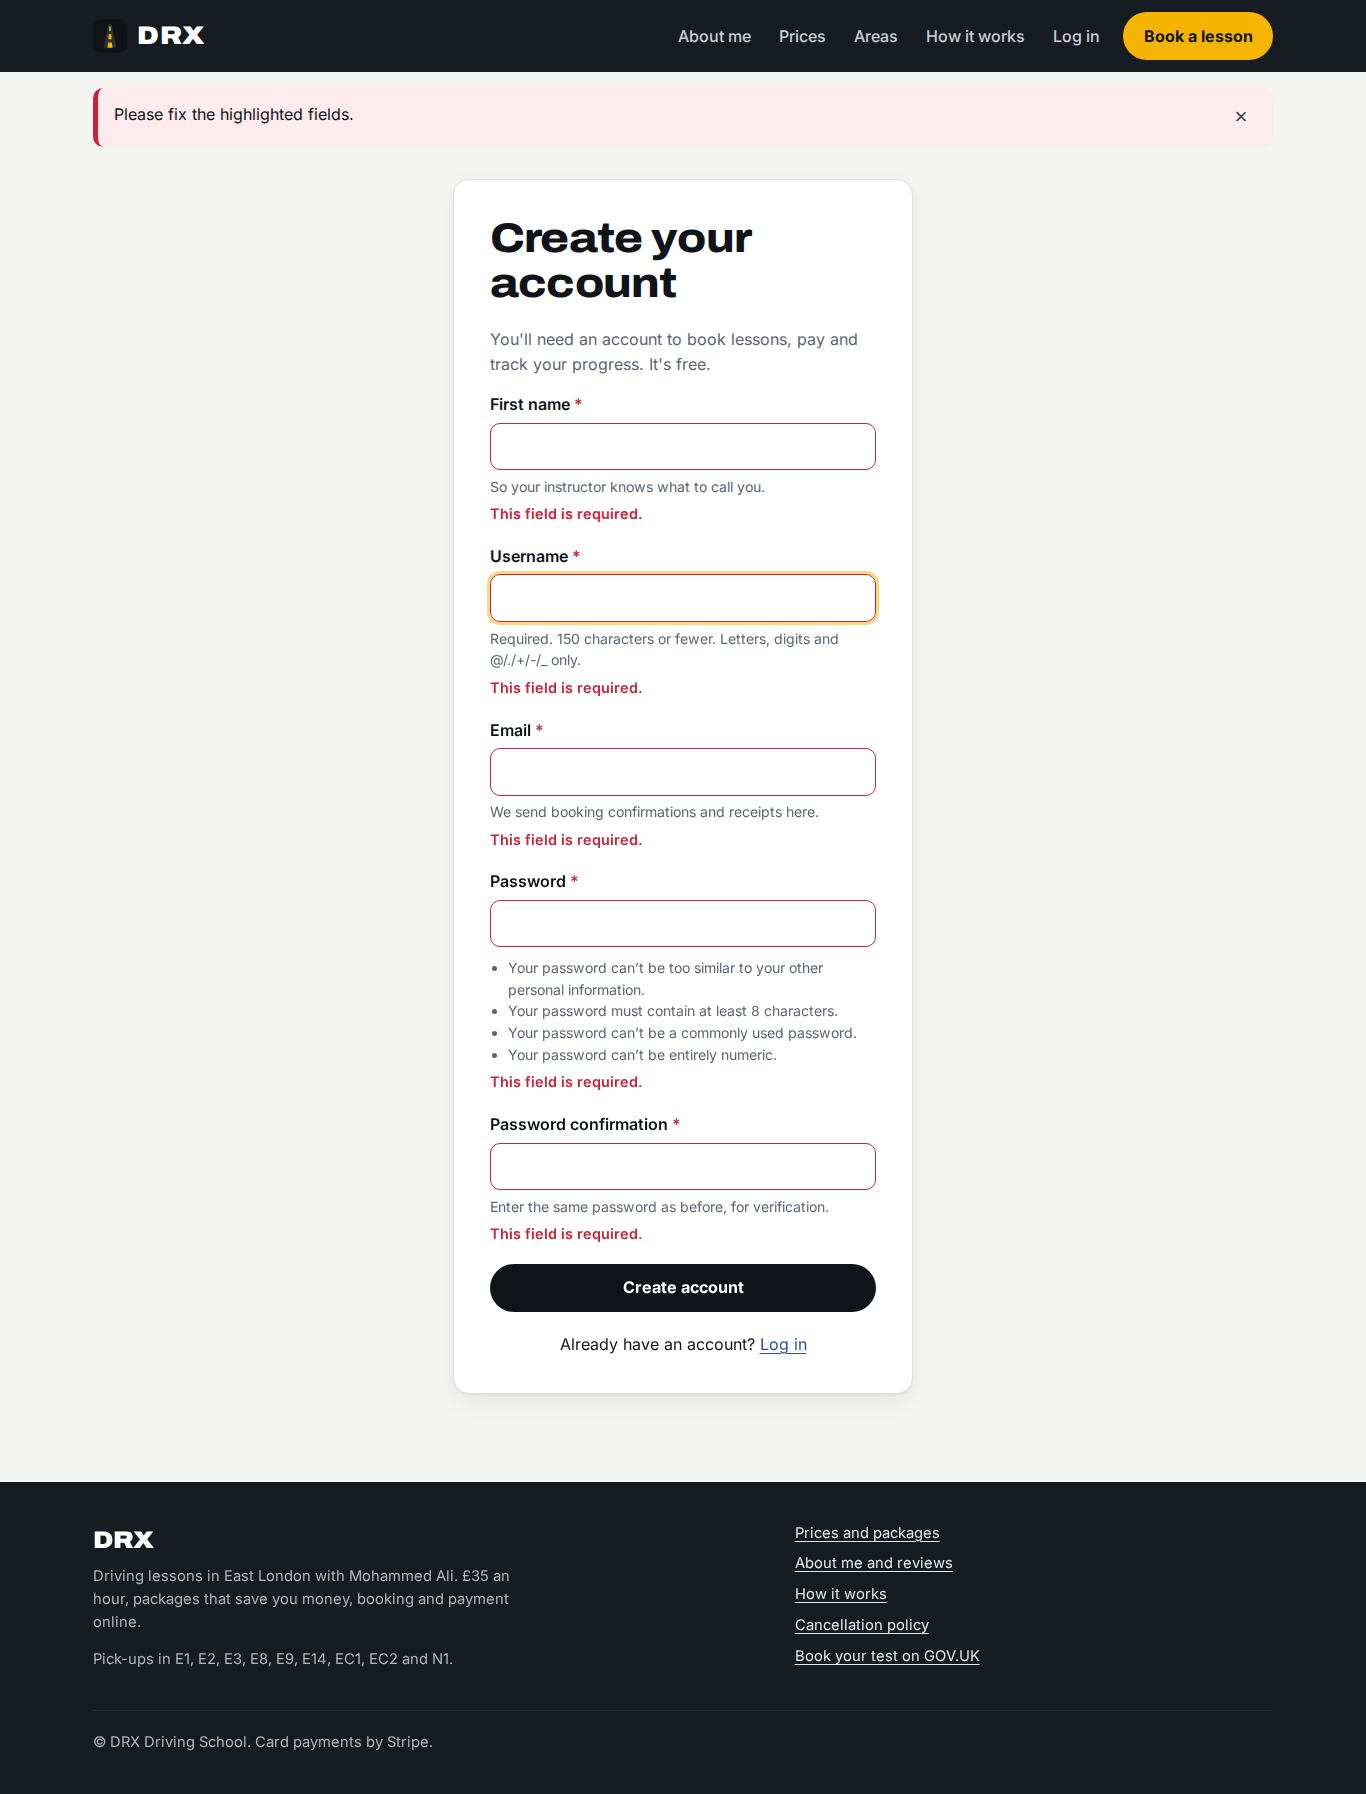 DRX
About me
Prices
Areas
How it works
Log in
Book a lesson
Please fix the highlighted fields.
×
Create your
account
You'll need an account to book lessons, pay and
track your progress. It's free.
First name *
So your instructor knows what to call you.
This field is required.
Username *
Required. 150 characters or fewer. Letters, digits and
@/./+/-/_ only.
This field is required.
Email *
We send booking confirmations and receipts here.
This field is required.
Password *
• Your password can’t be too similar to your other
personal information.
• Your password must contain at least 8 characters.
• Your password can’t be a commonly used password.
• Your password can’t be entirely numeric.
This field is required.
Password confirmation *
Enter the same password as before, for verification.
This field is required.
Create account
Already have an account? Log in
DRX
Driving lessons in East London with Mohammed Ali. £35 an
hour, packages that save you money, booking and payment
online.
Pick-ups in E1, E2, E3, E8, E9, E14, EC1, EC2 and N1.
Prices and packages
About me and reviews
How it works
Cancellation policy
Book your test on GOV.UK
© DRX Driving School. Card payments by Stripe.